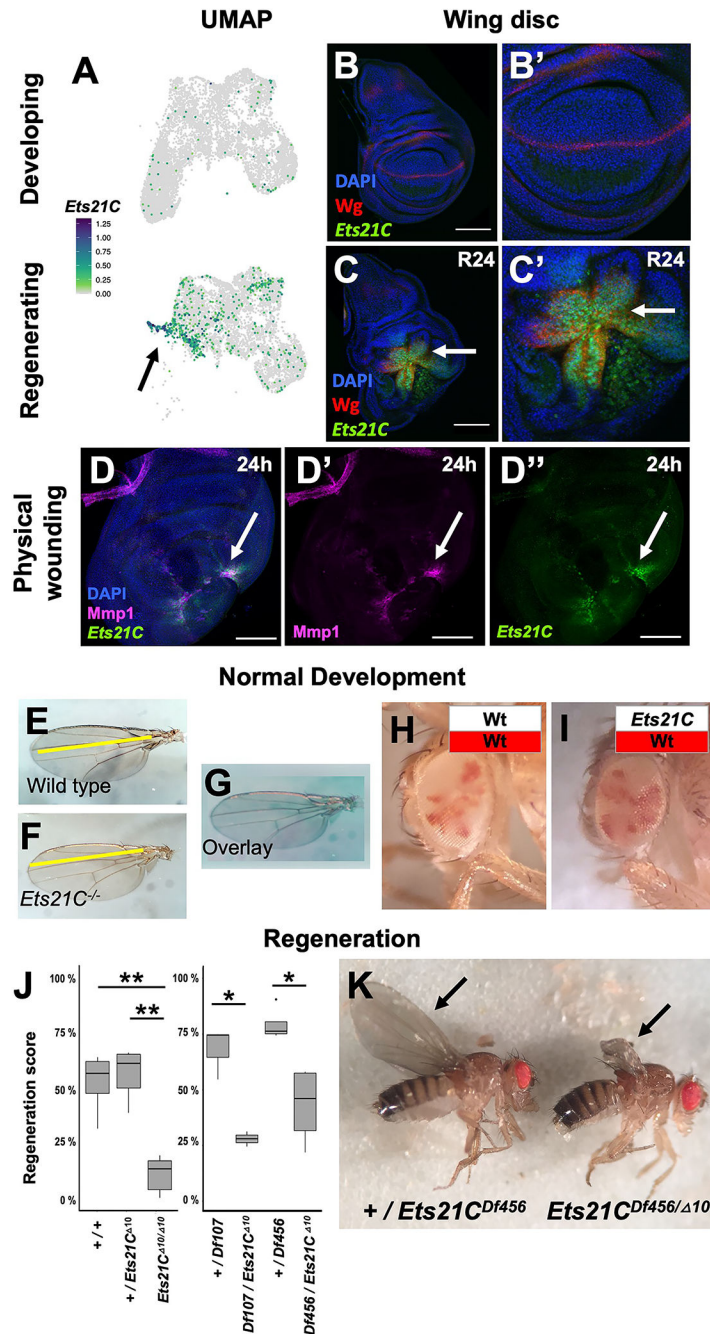 UMAP
Wing disc
Developing
Regenerating
A
Ets21C
1.25
1.00
0.75
0.50
0.25
0.00
B
DAPI
Wg
Ets21C
B’
C
R24
DAPI
Wg
Ets21C
C’
R24
Physical
wounding
D
24h
DAPI
Mmp1
Ets21C
D’
24h
Mmp1
D’’
24h
Ets21C
Normal Development
E
Wild type
F
Ets21C-/-
G
Overlay
H
Wt
Wt
I
Ets21C
Wt
Regeneration
J
Regeneration score
100 %
75 %
50 %
25 %
0 %
**
**
+ / +
+ / Ets21CΔ10
Ets21CΔ10/Δ10
100 %
75 %
50 %
25 %
0 %
*
*
+ / Df107
Df107 / Ets21CΔ10
+ / Df456
Df456 / Ets21CΔ10
K
+ / Ets21CDf456
Ets21CDf456/Δ10